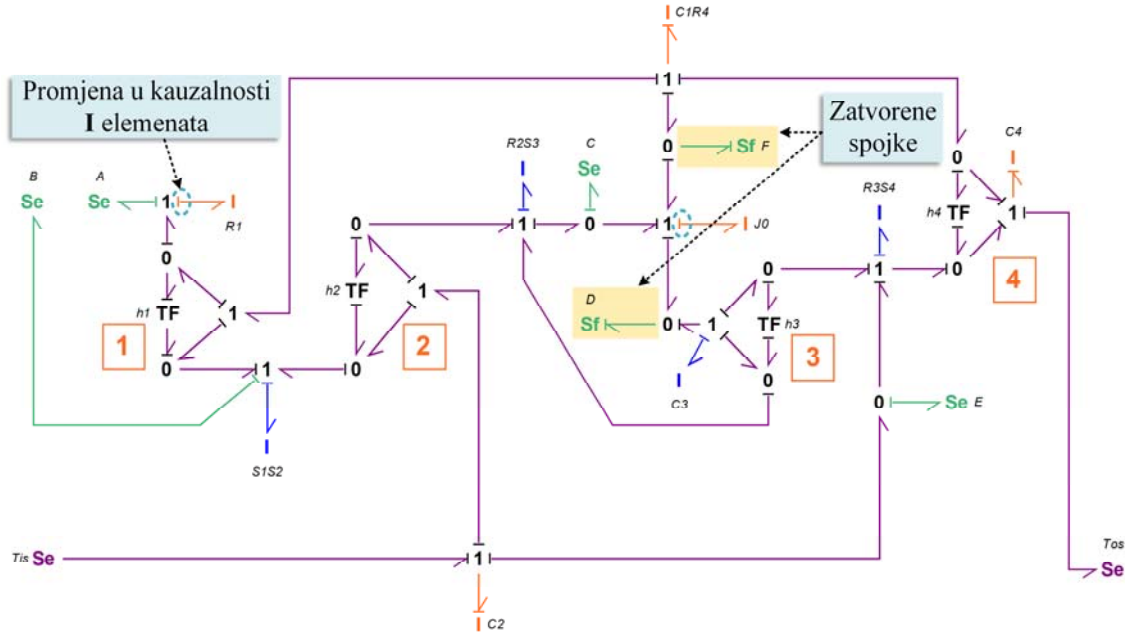 C1R4
1
Promjena u kauzalnosti
I elemenata
Zatvorene
spojke
0
Sf F
R2S3
C
Se
C4
I
0
B
Se
A
Se
1
I
R1
R3S4
I
h4 TF
1
0
1
0
1
I J0
0
h2 TF
1
0
1
0
4
h1 TF
1
D
Sf
0
1
TF h3
1
2
3
0
1
0
0
I
C3
0
Se E
I
S1S2
Tis Se
1
Tos
Se
I C2